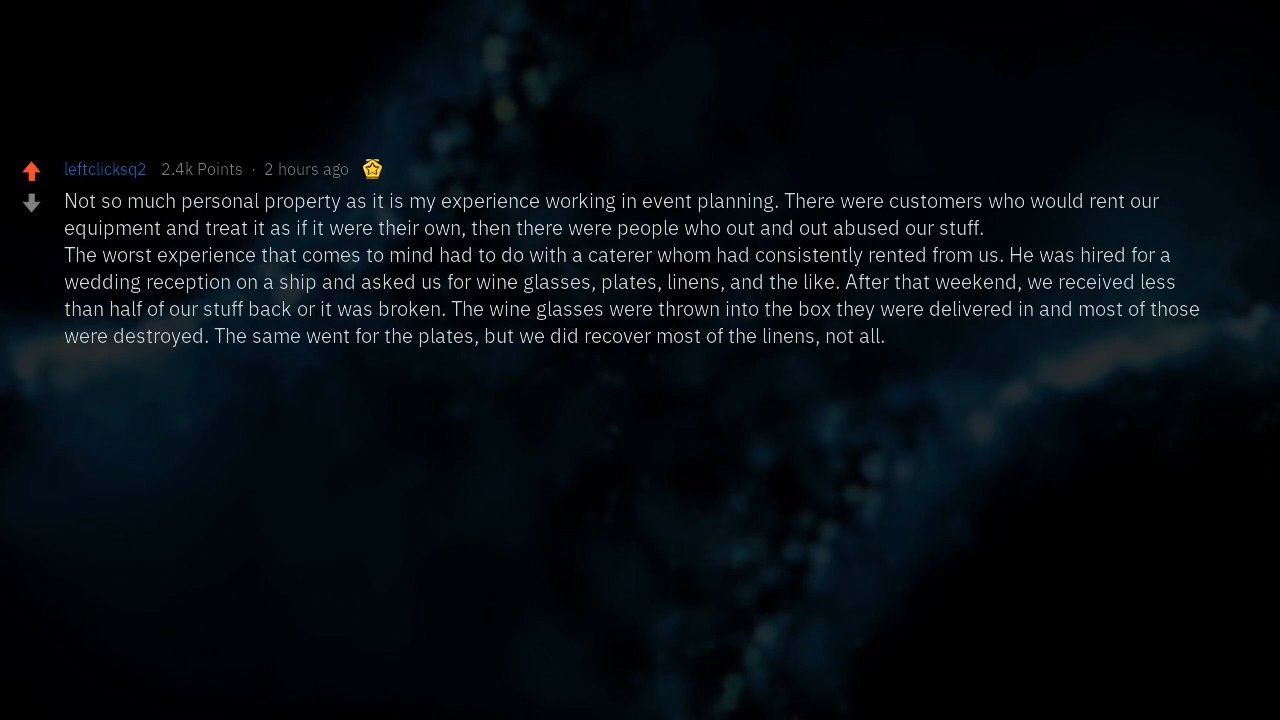 leftclicksq2 2.4k Points · 2 hours ago
Not so much personal property as it is my experience working in event planning. There were customers who would rent our
equipment and treat it as if it were their own, then there were people who out and out abused our stuff.
The worst experience that comes to mind had to do with a caterer whom had consistently rented from us. He was hired for a
wedding reception on a ship and asked us for wine glasses, plates, linens, and the like. After that weekend, we received less
than half of our stuff back or it was broken. The wine glasses were thrown into the box they were delivered in and most of those
were destroyed. The same went for the plates, but we did recover most of the linens, not all.